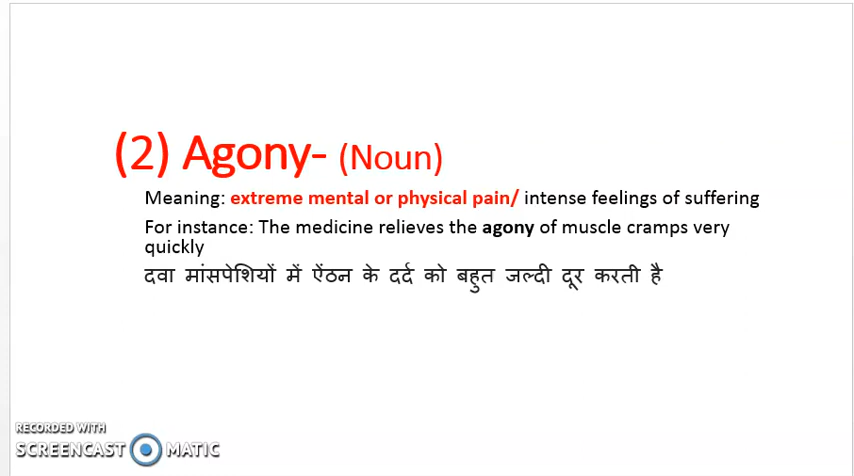 (2) Agony- (Noun)
Meaning: extreme mental or physical pain/ intense feelings of suffering
For instance: The medicine relieves the agony of muscle cramps very
quickly
दवा मांसपेशियों में ऐंठन के दर्द को बहुत जल्दी दूर करती है
RECORDED WITH
SCREENCAST MATIC